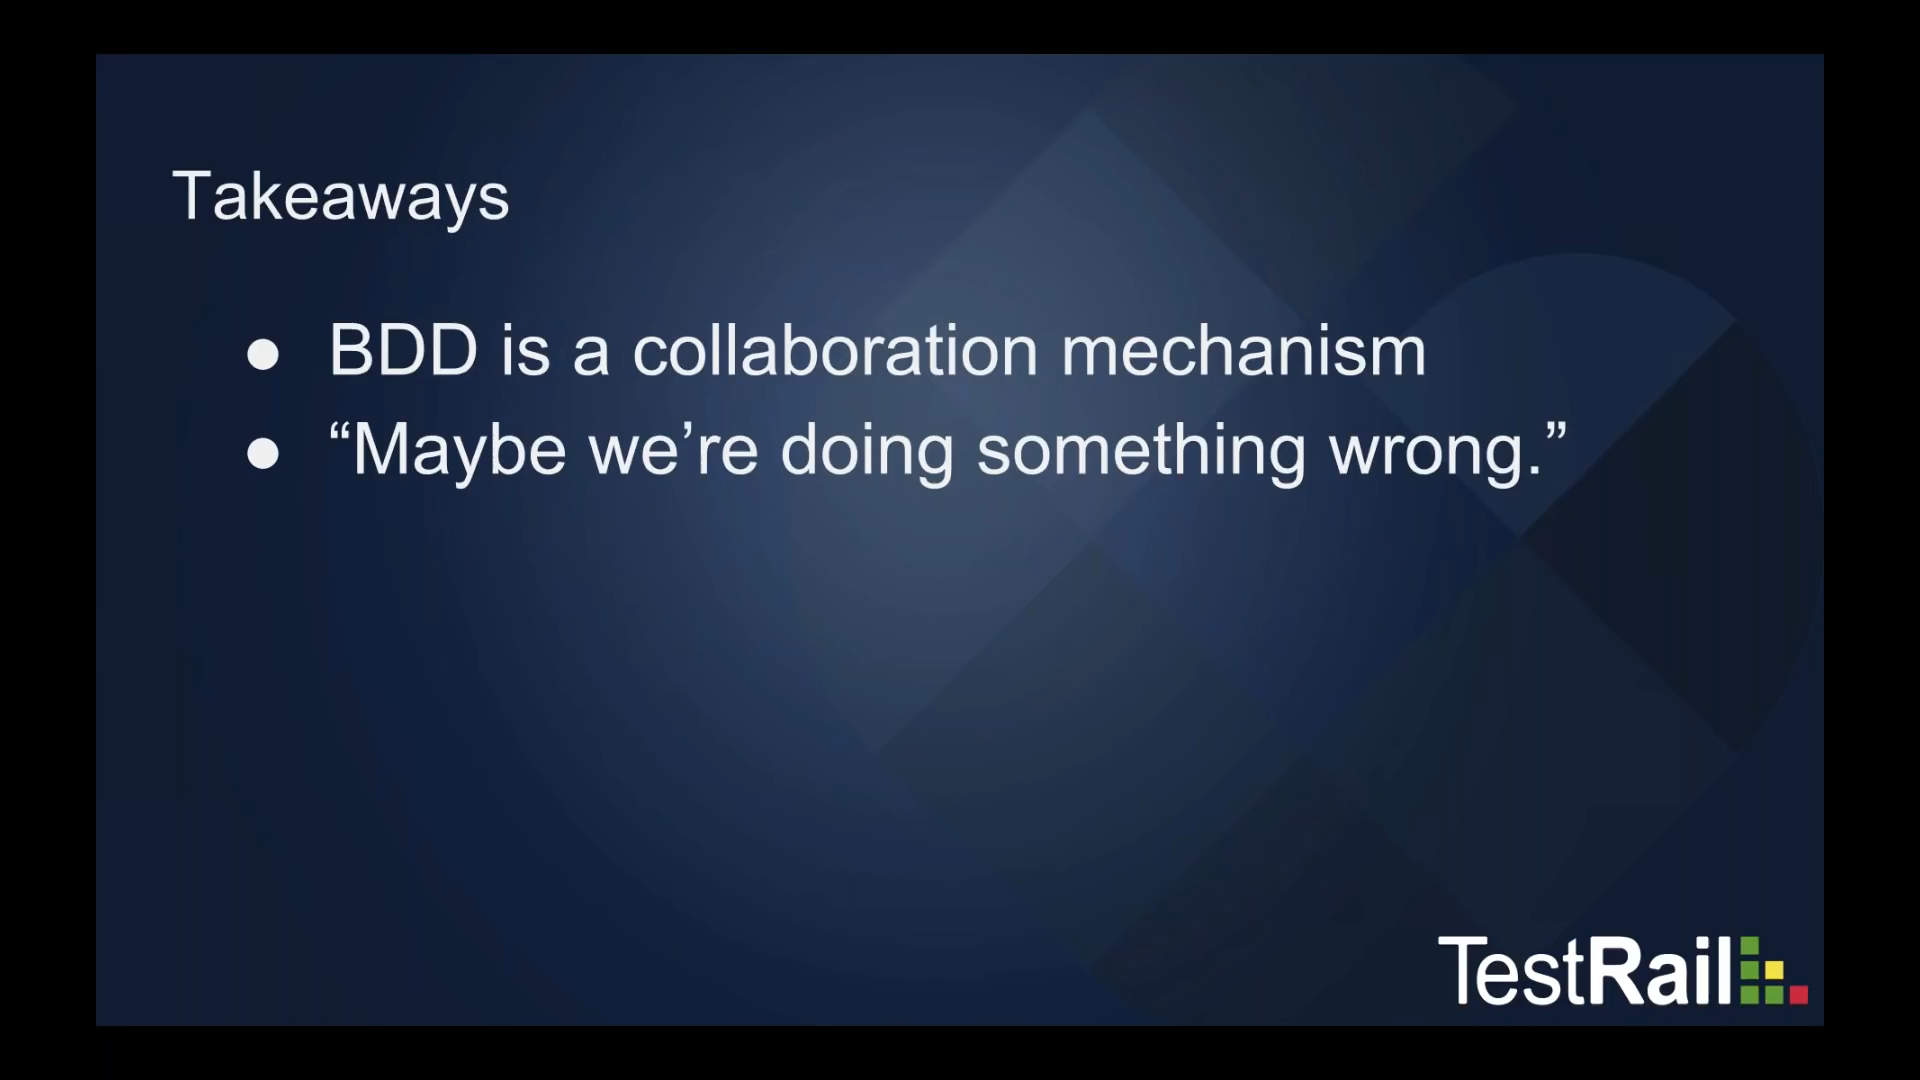 Takeaways
● BDD is a collaboration mechanism
● “Maybe we’re doing something wrong.”
TestRail